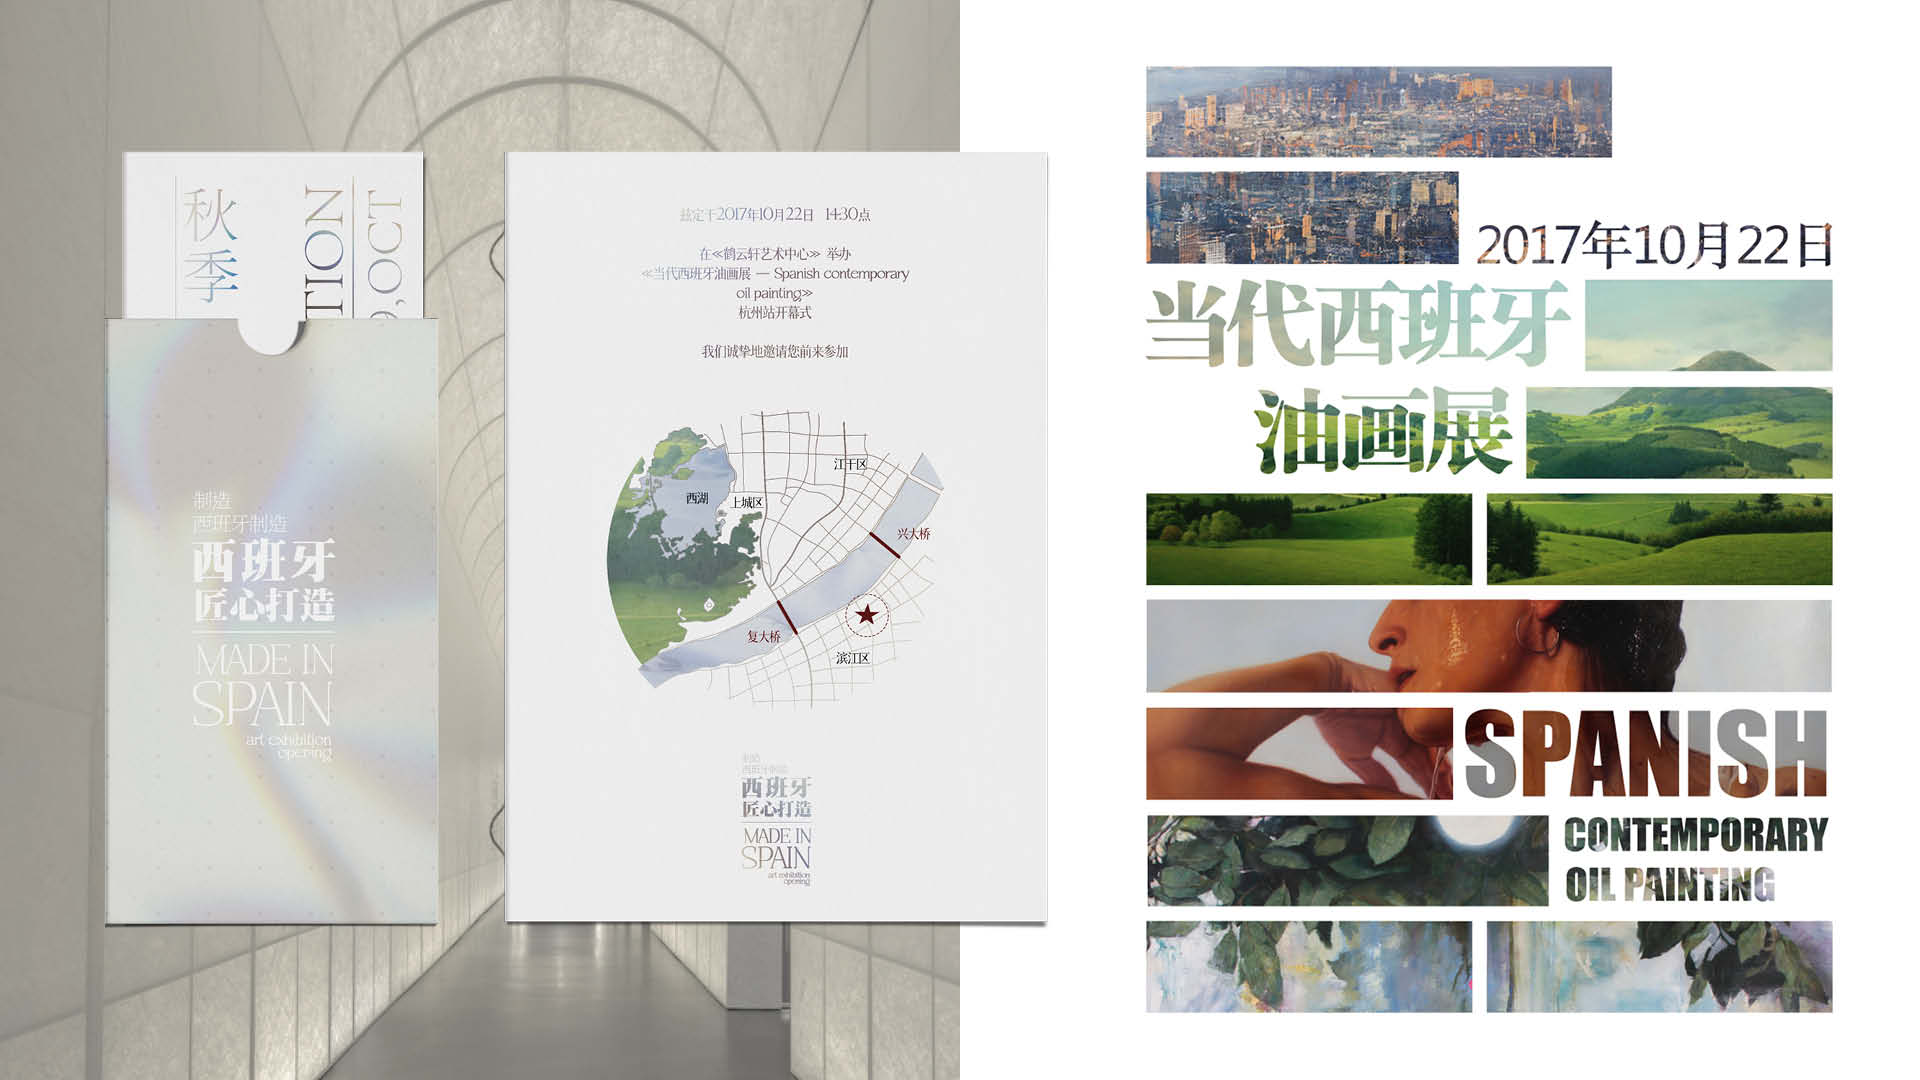 秋季
TION
,OCT
制造
西班牙制造
西班牙
匠心打造
MADE IN
SPAIN
art exhibition
opening
兹定于2017年10月22日 14:30点
在≪鹤云轩艺术中心≫ 举办
≪当代西班牙油画展 — Spanish contemporary
oil painting≫
杭州站开幕式
我们诚挚地邀请您前来参加
江干区
西湖
上城区
兴大桥
复大桥
滨江区
制造
西班牙制造
西班牙
匠心打造
MADE IN
SPAIN
art exhibition
opening
2017年10月22日
当代西班牙
油画展
SPANISH
CONTEMPORARY
OIL PAINTING